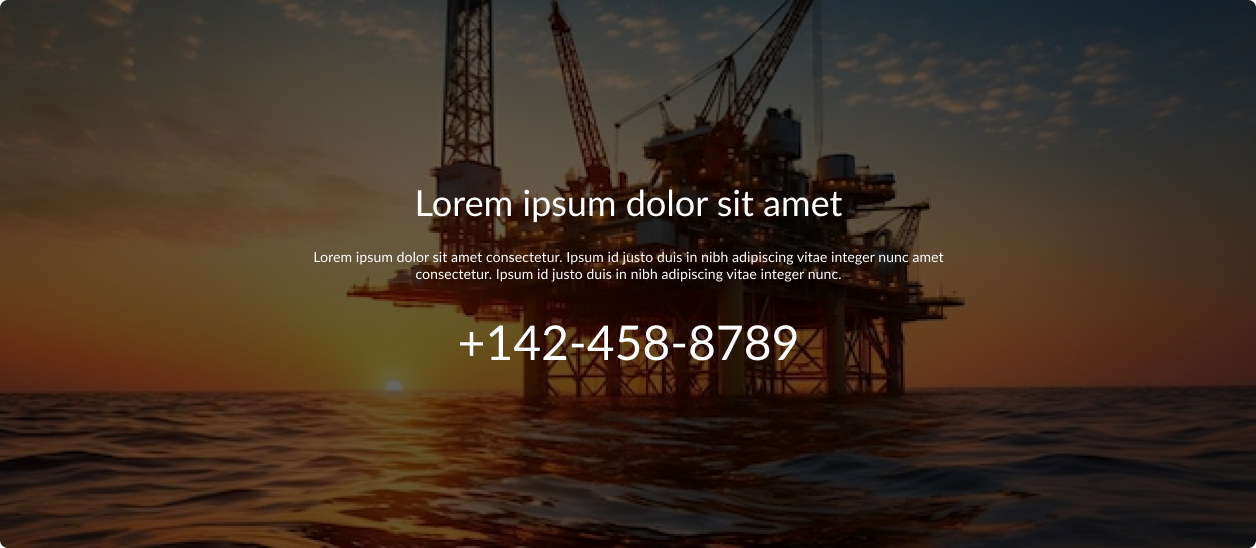 Lorem ipsum dolor sit amet
Lorem ipsum dolor sit amet consectetur. Ipsum id justo duis in nibh adipiscing vitae integer nunc amet
consectetur. Ipsum id justo duis in nibh adipiscing vitae integer nunc.
+142-458-8789